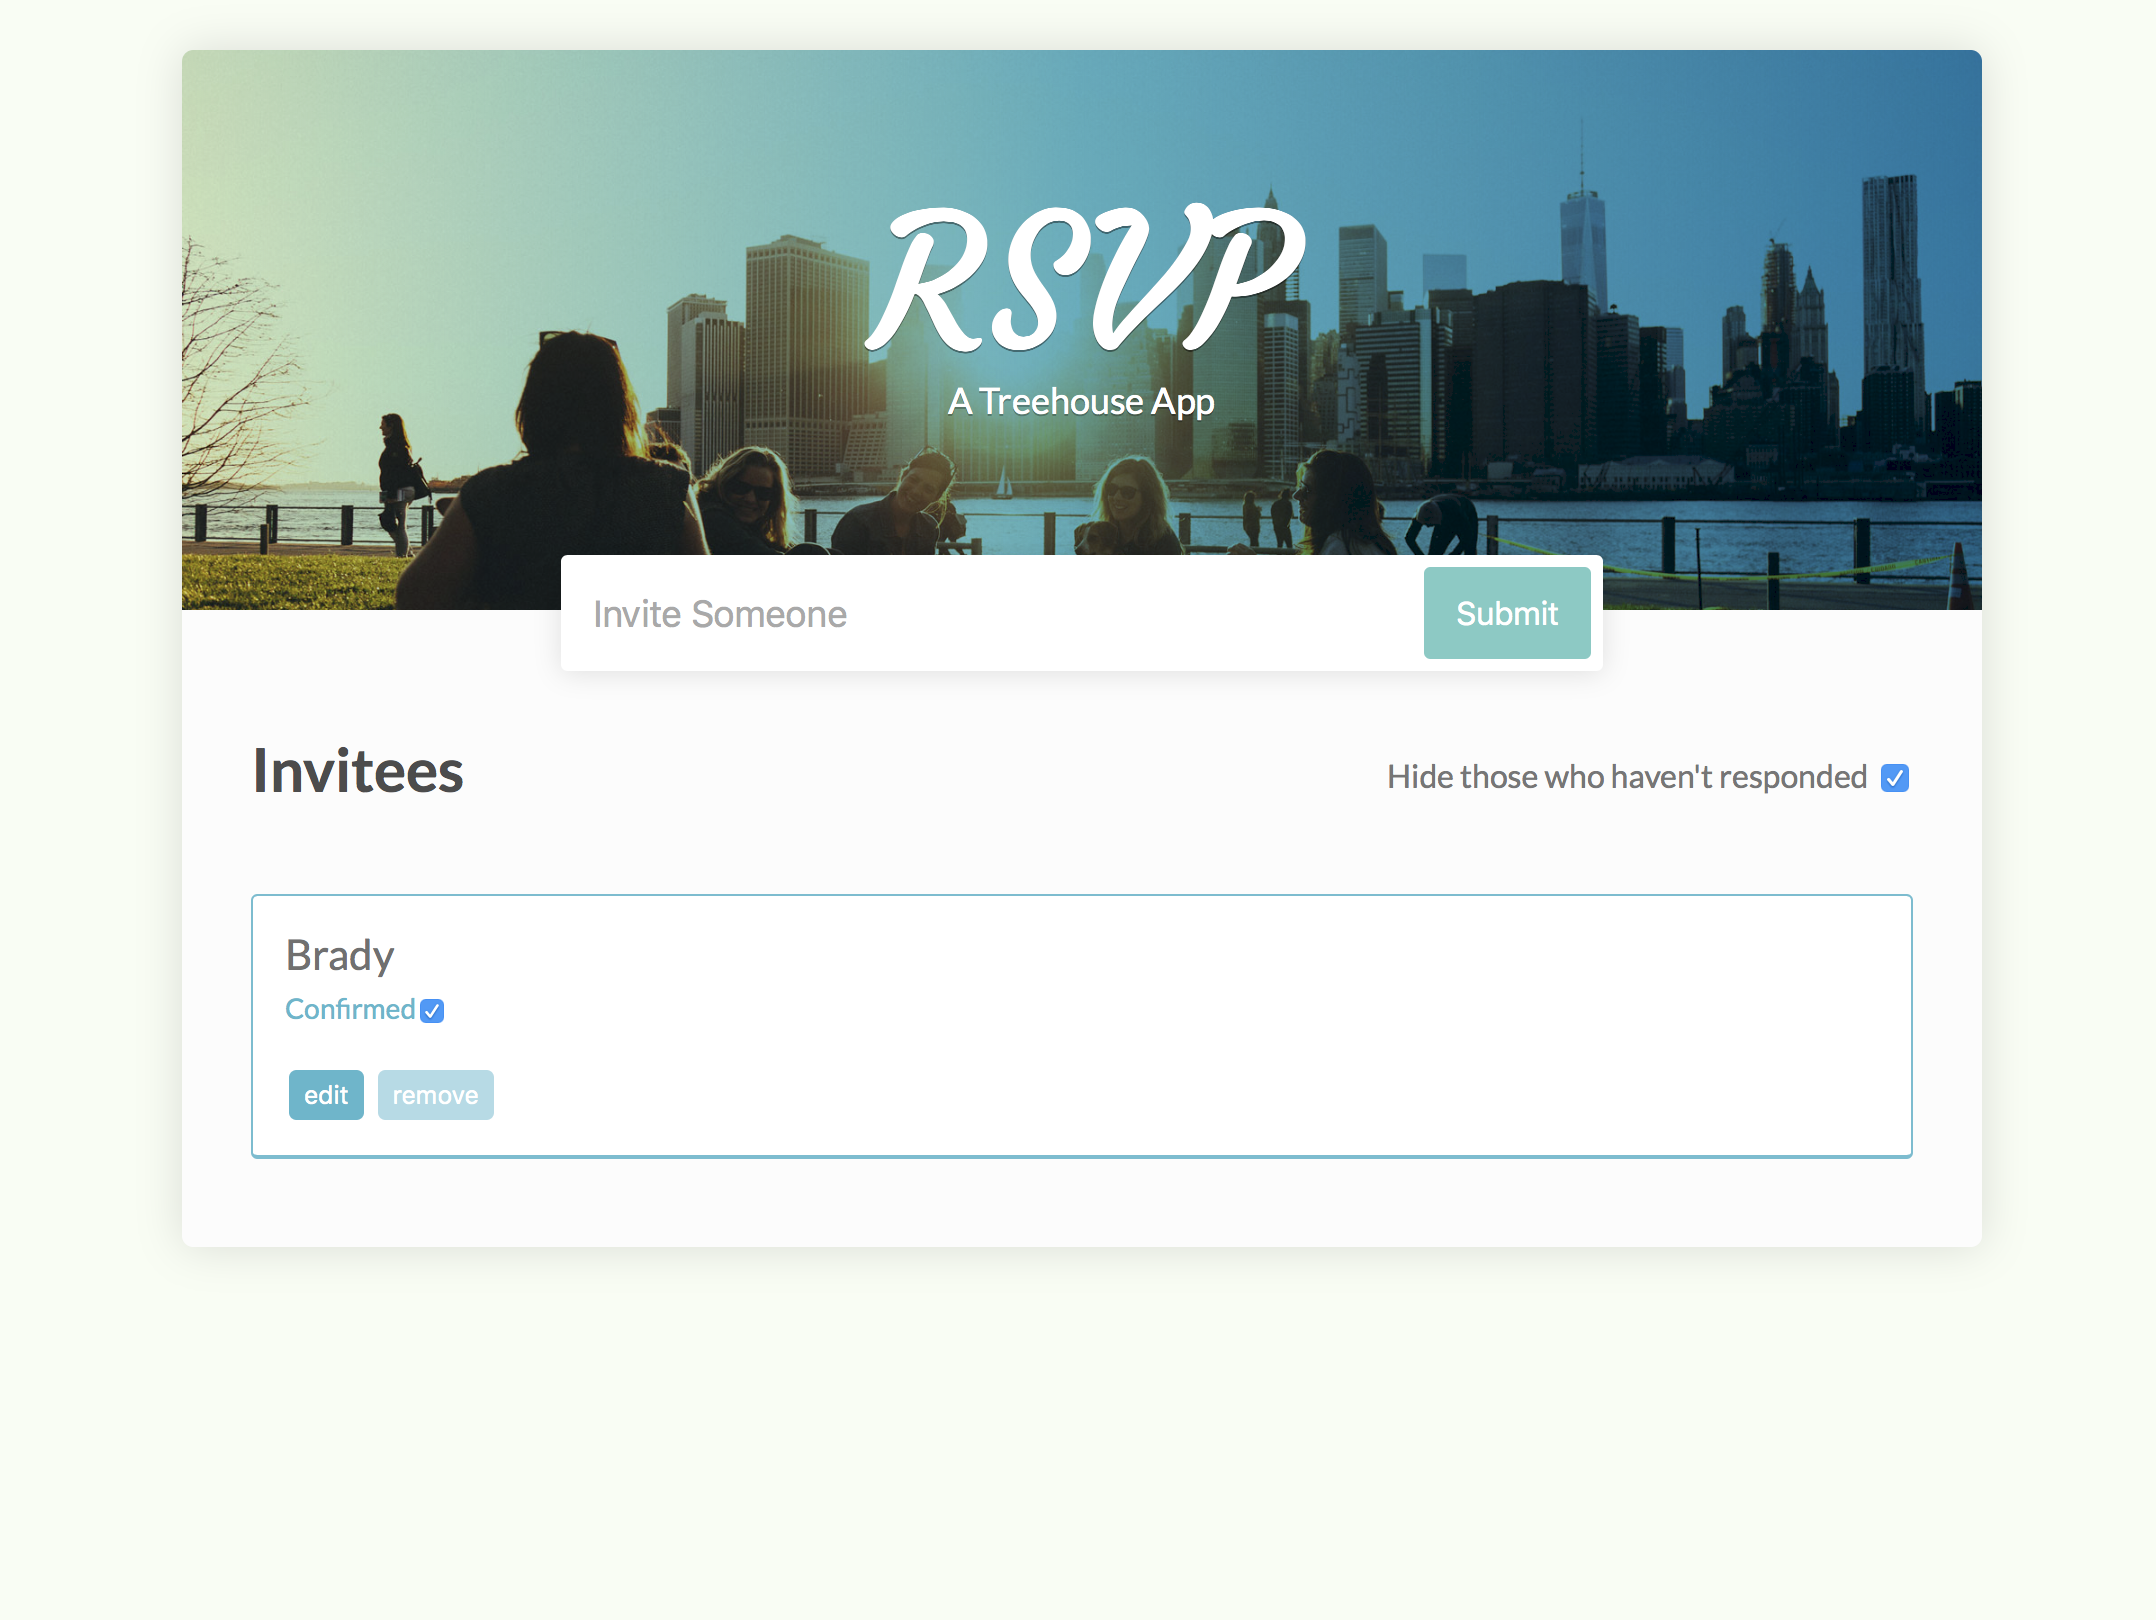 RSVP
A Treehouse App
Invite Someone
Submit
Invitees
Hide those who haven't responded
Brady
Confirmed
edit remove